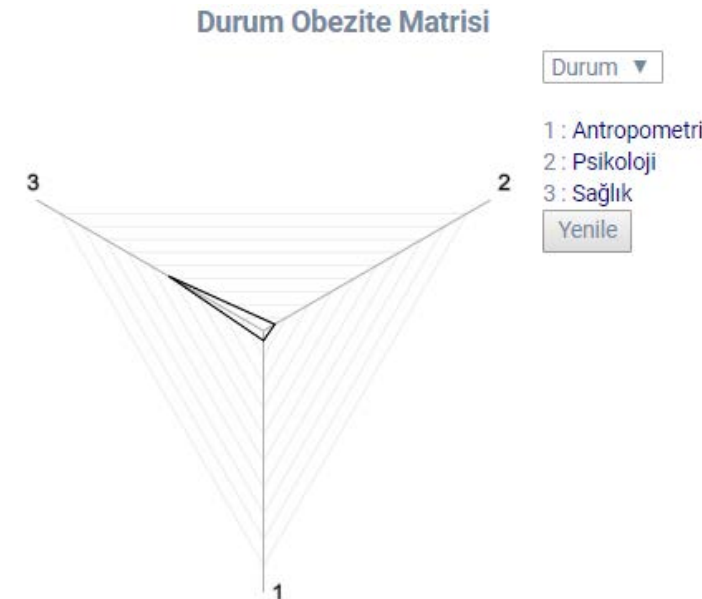 Durum Obezite Matrisi
Durum ▼
1 : Antropometri
2 : Psikoloji
3 : Sağlık
Yenile
3
2
1